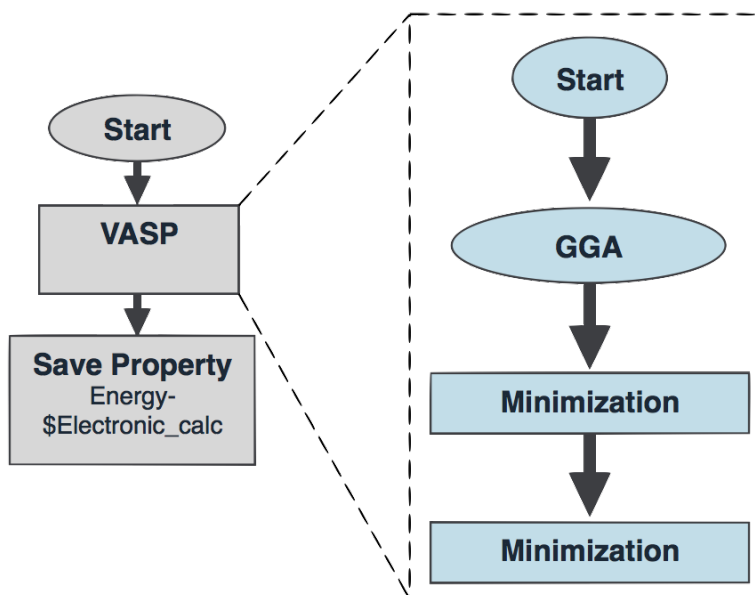 Start
VASP
Save Property
Energy-
$Electronic_calc
Start
GGA
Minimization
Minimization